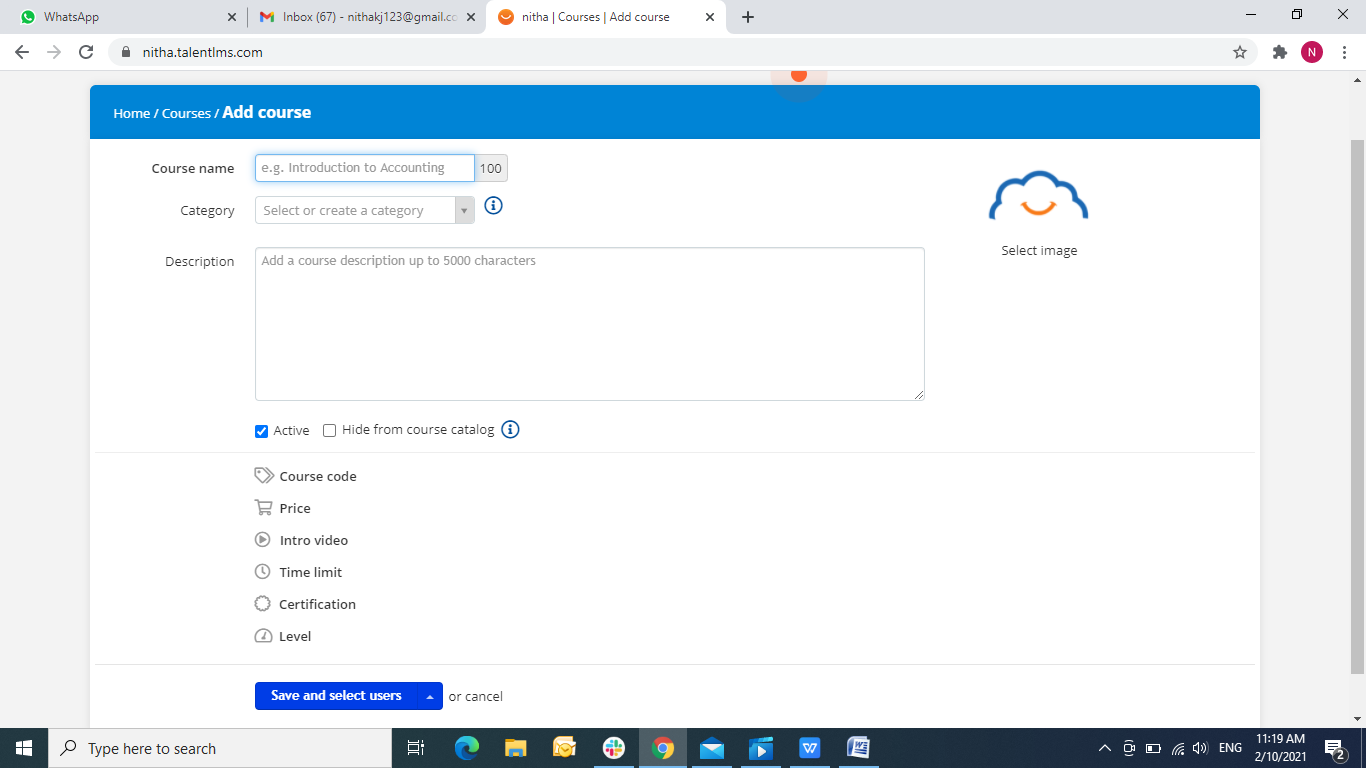 WhatsApp
Inbox (67) - nithakj123@gmail.co
nitha | Courses | Add course
nitha.talentlms.com
N
Home / Courses / Add course
Course name
e.g. Introduction to Accounting
100
Category
Select or create a category
Description
Add a course description up to 5000 characters
Select image
Active
Hide from course catalog
Course code
Price
Intro video
Time limit
Certification
Level
Save and select users
or cancel
Type here to search
ENG
11:19 AM
2/10/2021
2